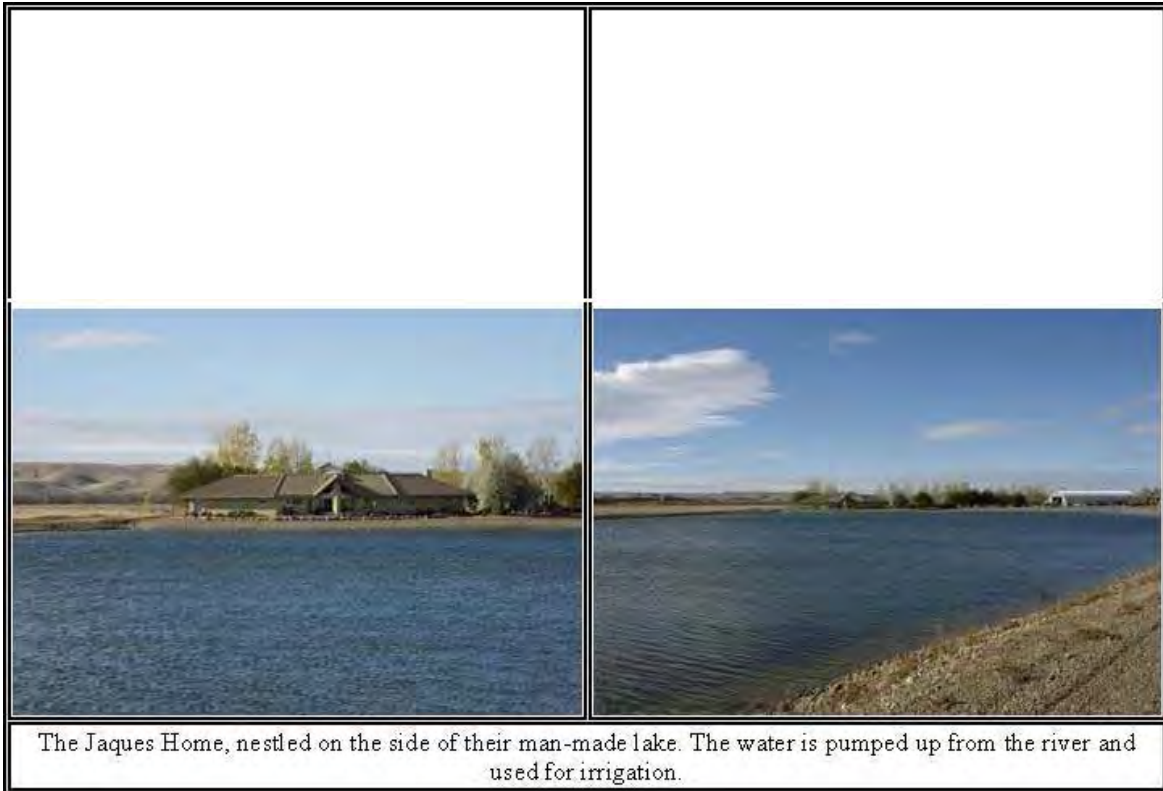 The Jaques Home, nestled on the side of their man-made lake. The water is pumped up from the river and
used for irrigation.